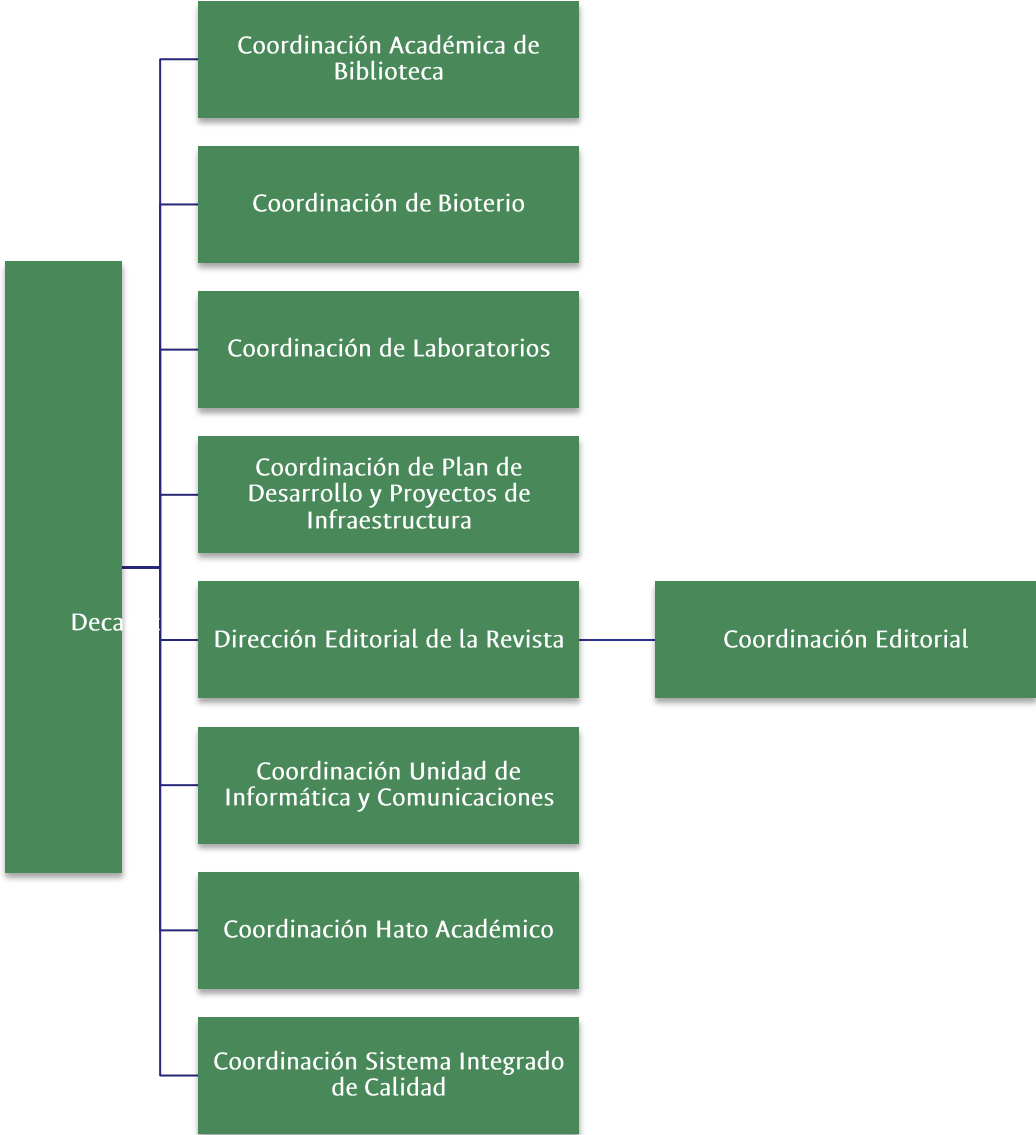 Coordinación Académica de
Biblioteca
Coordinación de Bioterio
Coordinación de Laboratorios
Coordinación de Plan de
Desarrollo y Proyectos de
Infraestructura
Dirección Editorial de la Revista
Coordinación Editorial
Coordinación Unidad de
Informática y Comunicaciones
Coordinación Hato Académico
Coordinación Sistema Integrado
de Calidad